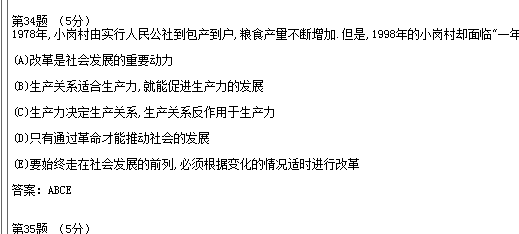 第34题 （5分）
1978年,小岗村由实行人民公社到包产到户,粮食产量不断增加.但是,1998年的小岗村却面临"一年
(A)改革是社会发展的重要动力
(B)生产关系适合生产力,就能促进生产力的发展
(C)生产力决定生产关系,生产关系反作用于生产力
(D)只有通过革命才能推动社会的发展
(E)要始终走在社会发展的前列,必须根据变化的情况适时进行改革
答案: ABCE
第35题 （5分）